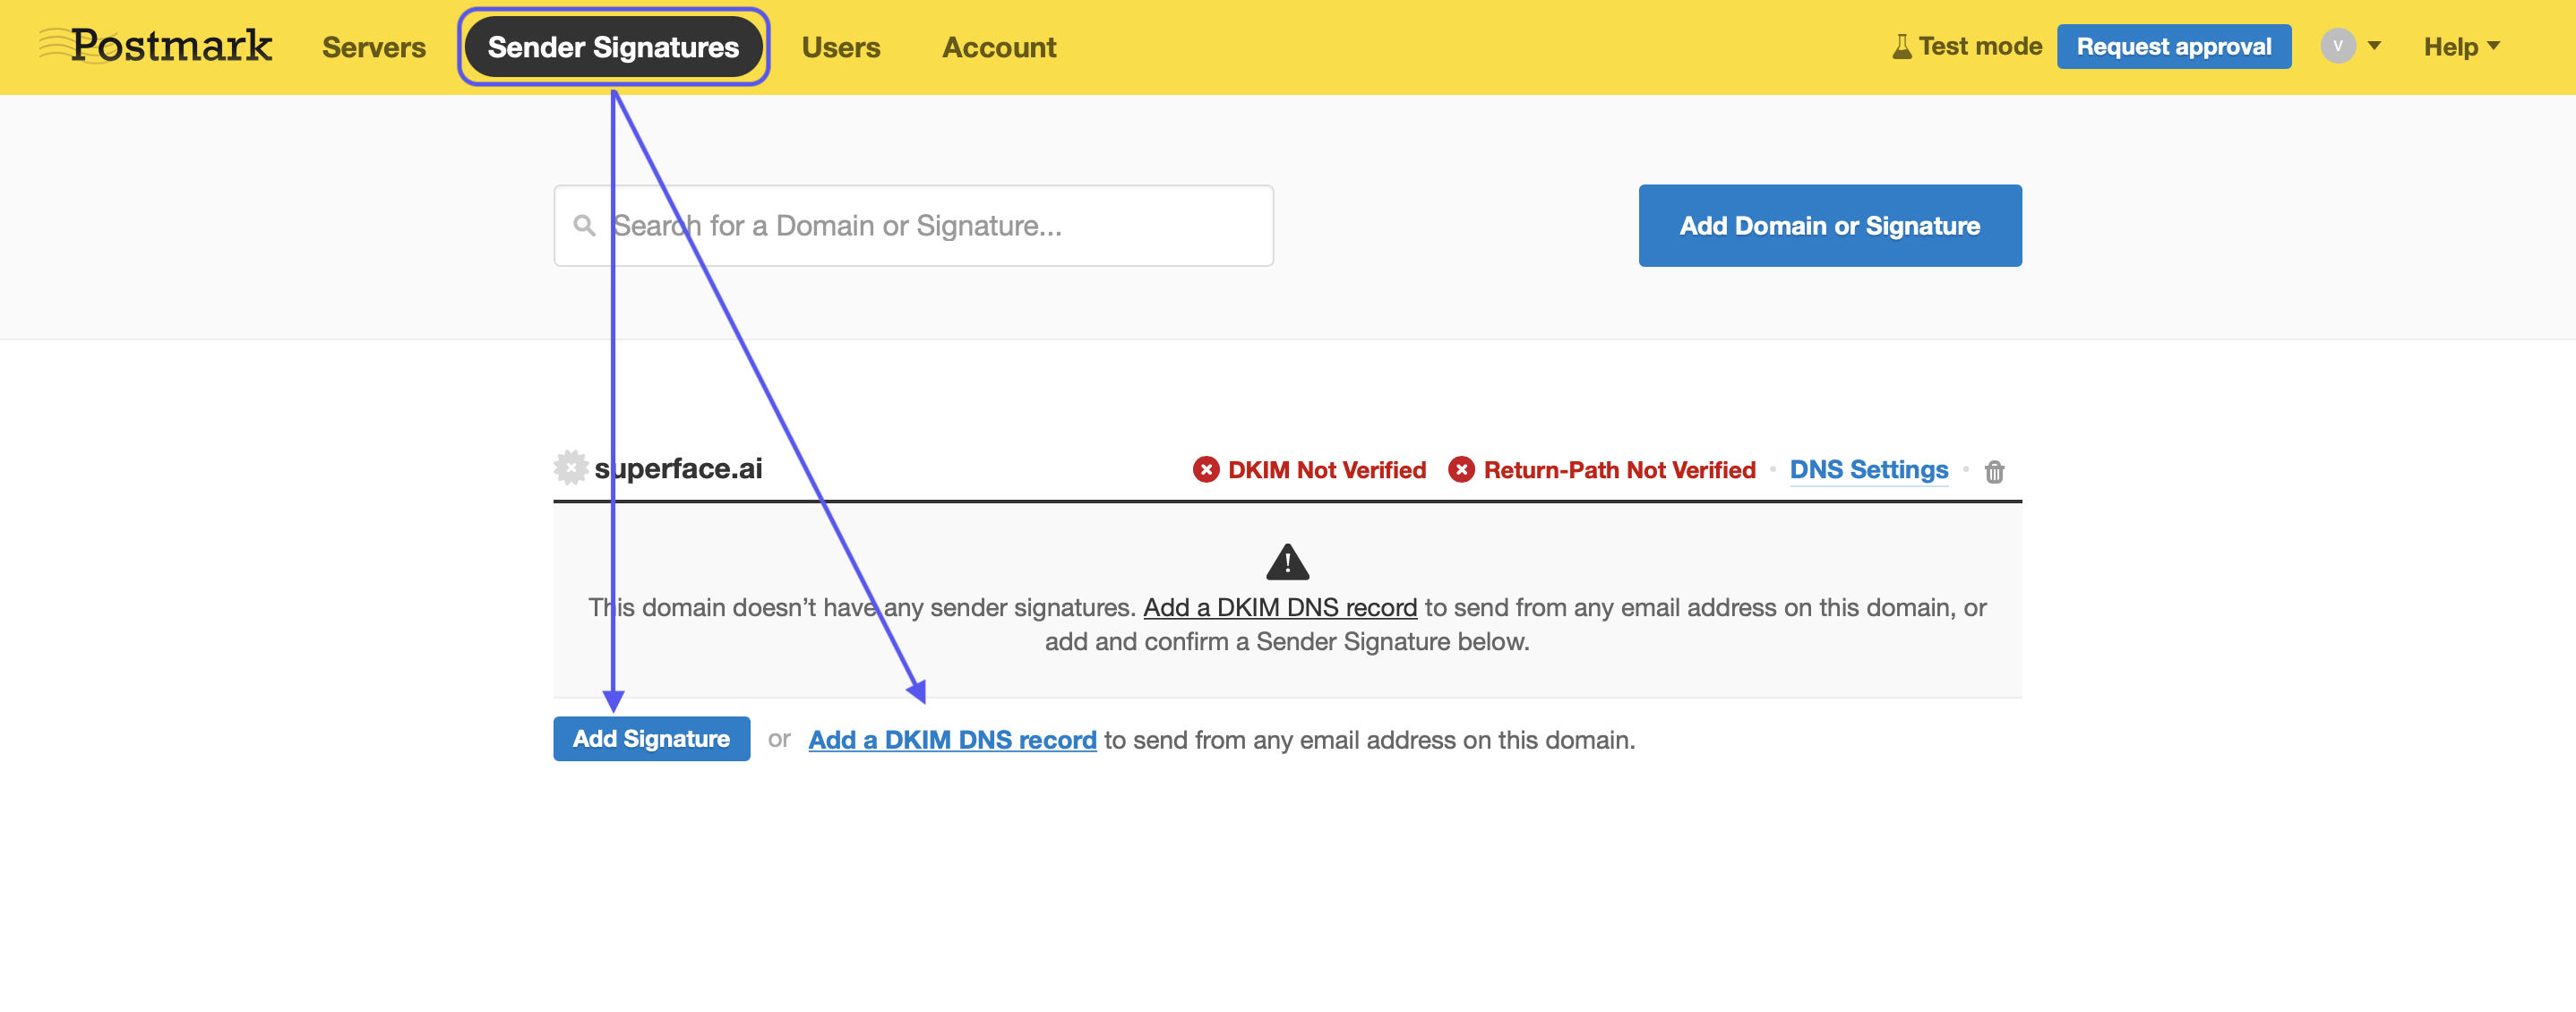 Postmark Servers Sender Signatures Users Account Test mode Request approval V Help
Search for a Domain or Signature...
Add Domain or Signature
superface.ai DKIM Not Verified Return-Path Not Verified DNS Settings
This domain doesn’t have any sender signatures. Add a DKIM DNS record to send from any email address on this domain, or
add and confirm a Sender Signature below.
Add Signature or Add a DKIM DNS record to send from any email address on this domain.